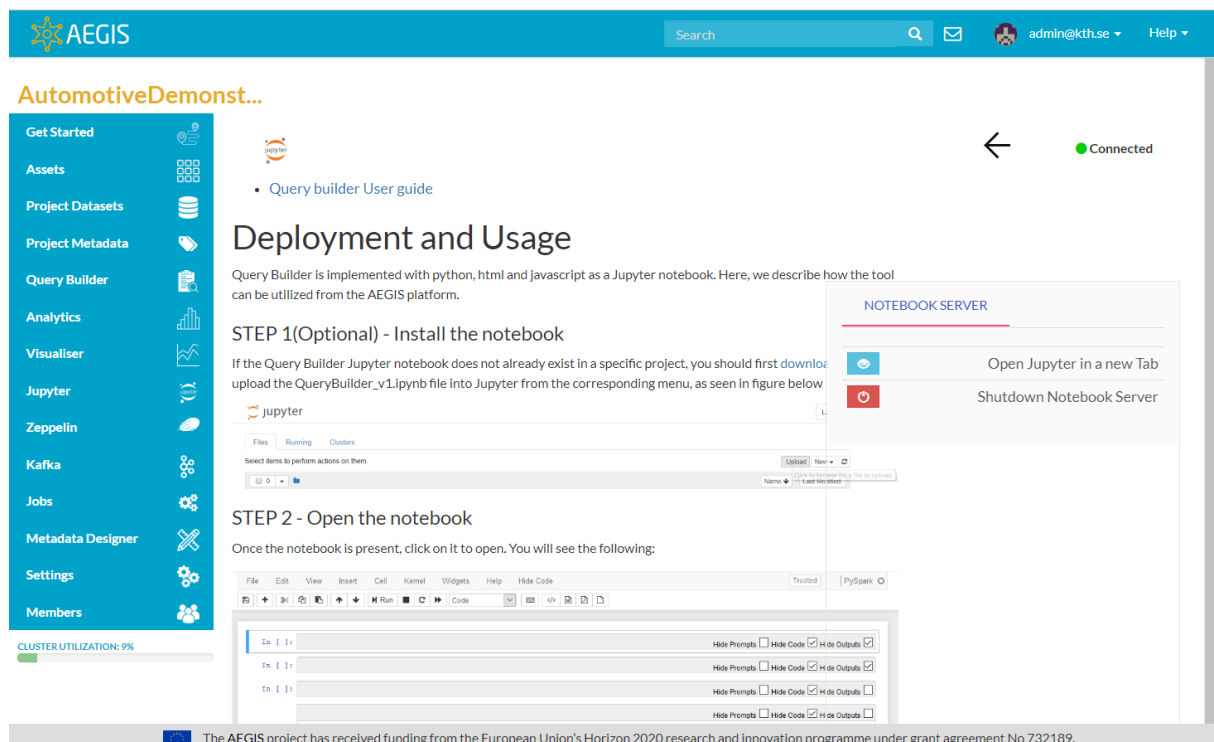 AEGIS
Search
admin@kth.se
Help
AutomotiveDemonst...
Get Started
Assets
Project Datasets
Project Metadata
Query Builder
Analytics
Visualiser
Jupyter
Zeppelin
Kafka
Jobs
Metadata Designer
Settings
Members
CLUSTER UTILIZATION: 9%
jupyter
Connected
• Query builder User guide
Deployment and Usage
Query Builder is implemented with python, html and javascript as a Jupyter notebook. Here, we describe how the tool
can be utilized from the AEGIS platform.
STEP 1(Optional) - Install the notebook
If the Query Builder Jupyter notebook does not already exist in a specific project, you should first
upload the QueryBuilder_v1.ipynb file into Jupyter from the corresponding menu, as seen in figure below
NOTEBOOK SERVER
Open Jupyter in a new Tab
Shutdown Notebook Server
jupyter
Files Running Clusters
Select items to perform actions on them
Upload New
0 Name Last Modified
Click to browse for a file to upload.
STEP 2 - Open the notebook
Once the notebook is present, click on it to open. You will see the following:
File Edit View Insert Cell Kernel Widgets Help Hide Code Trusted PySpark
Run Code
In [ ]: Hide Prompts Hide Code Hide Outputs
In [ ]: Hide Prompts Hide Code Hide Outputs
In [ ]: Hide Prompts Hide Code Hide Outputs
Hide Prompts Hide Code Hide Outputs
The AEGIS project has received funding from the European Union's Horizon 2020 research and innovation programme under grant agreement No 732189.